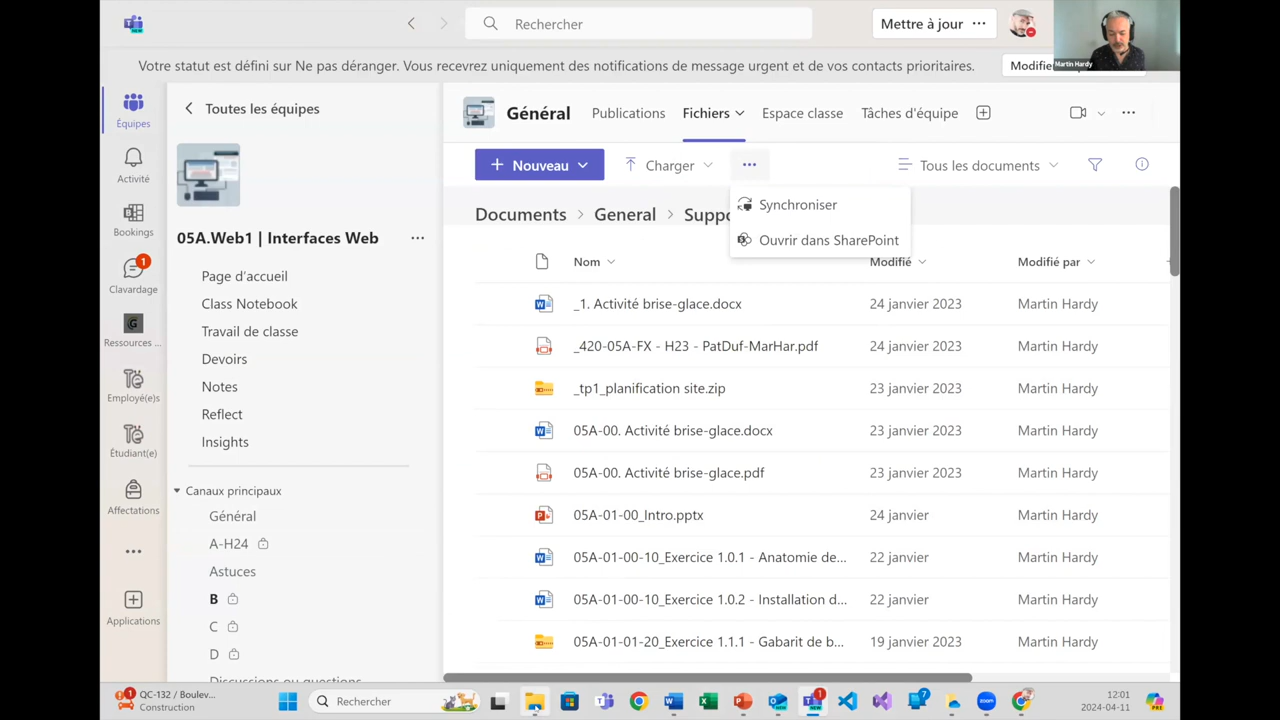 Rechercher
Mettre à jour
Martin Hardy
Votre statut est défini sur Ne pas déranger. Vous recevrez uniquement des notifications de message urgent et de vos contacts prioritaires.
Équipes
Activité
Bookings
1
Clavardage
Ressources ...
Employé(e)s
Étudiant(e)
Affectations
Applications
Toutes les équipes
05A.Web1 | Interfaces Web
Page d'accueil
Class Notebook
Travail de classe
Devoirs
Notes
Reflect
Insights
Canaux principaux
Général
A-H24
Astuces
B
C
D
Discussions ou questions
Général
Publications
Fichiers
Espace classe
Tâches d'équipe
Nouveau
Charger
Tous les documents
Synchroniser
Ouvrir dans SharePoint
Documents > General >
Nom
Modifié
Modifié par
_1. Activité brise-glace.docx 24 janvier 2023 Martin Hardy
_420-05A-FX - H23 - PatDuf-MarHar.pdf 24 janvier 2023 Martin Hardy
_tp1_planification site.zip 23 janvier 2023 Martin Hardy
05A-00. Activité brise-glace.docx 23 janvier 2023 Martin Hardy
05A-00. Activité brise-glace.pdf 23 janvier 2023 Martin Hardy
05A-01-00_Intro.pptx 24 janvier Martin Hardy
05A-01-00-10_Exercice 1.0.1 - Anatomie de... 22 janvier Martin Hardy
05A-01-00-10_Exercice 1.0.2 - Installation d... 22 janvier Martin Hardy
05A-01-01-20_Exercice 1.1.1 - Gabarit de b... 19 janvier 2023 Martin Hardy
1
QC-132 / Boulev...
Construction
Rechercher
1
NEW
zoom
12:01
2024-04-11
PRE